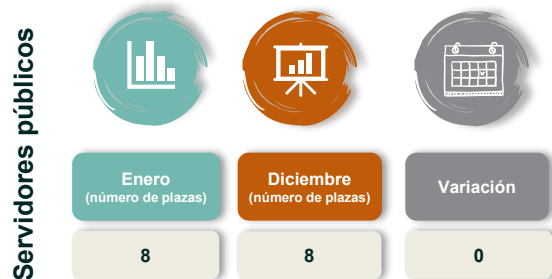 Servidores públicos
Enero
(número de plazas)
Diciembre
(número de plazas)
Variación
8
8
0